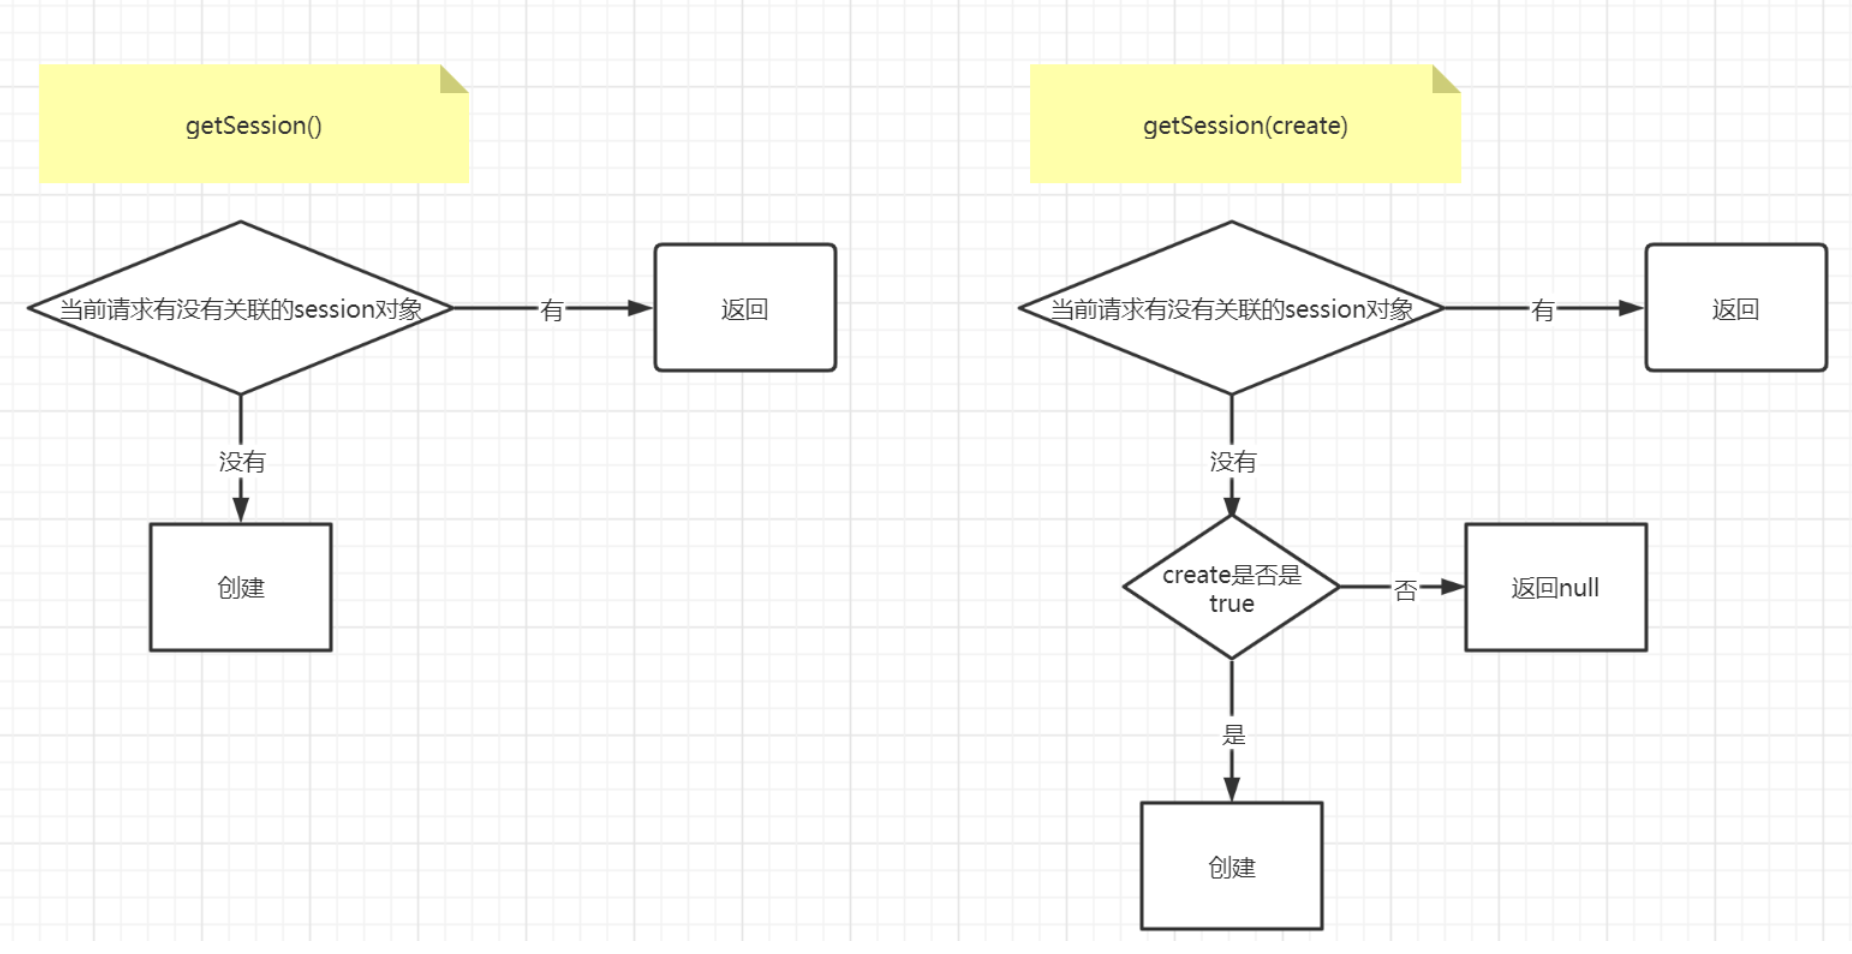 getSession()
当前请求有没有关联的session对象
有
返回
没有
创建
getSession(create)
当前请求有没有关联的session对象
有
返回
没有
create是否是
true
否
返回null
是
创建